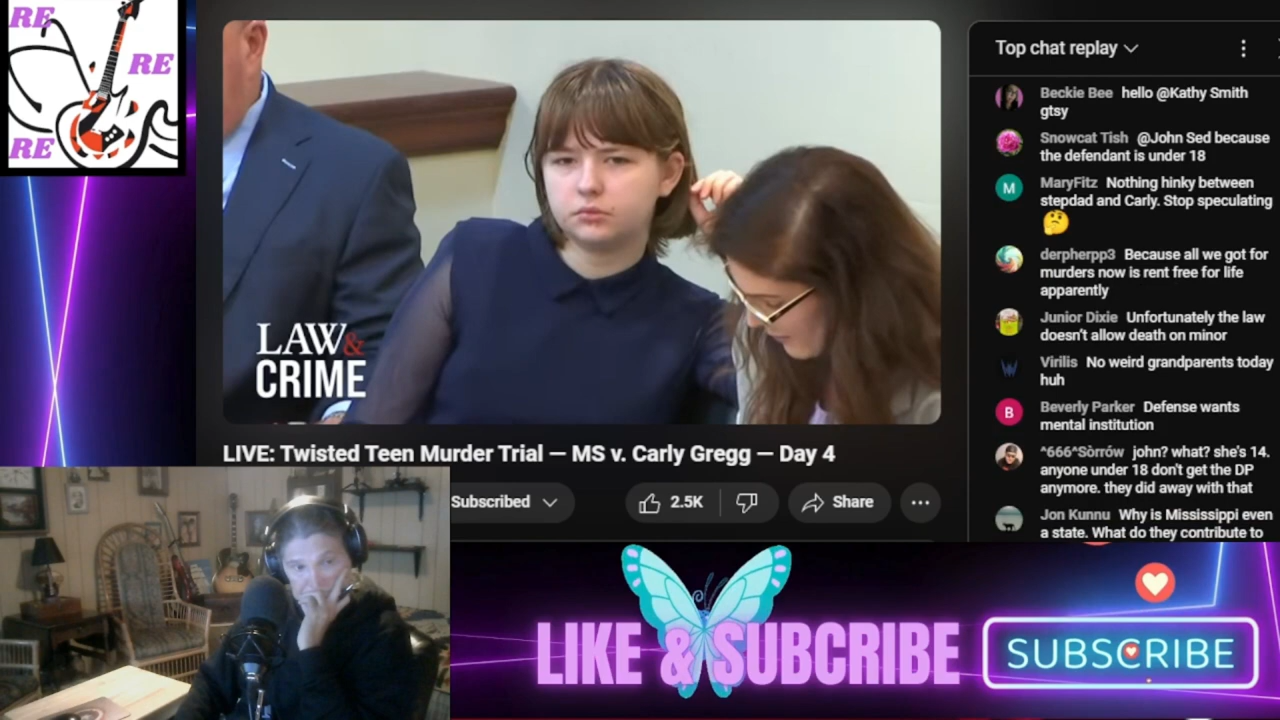 RE
RE
RE
LAW&
CRIME
LIVE: Twisted Teen Murder Trial — MS v. Carly Gregg — Day 4
Subscribed
2.5K
Share
Top chat replay
Beckie Bee hello @Kathy Smith
gtsy
Snowcat Tish @John Sed because
the defendant is under 18
M
MaryFitz Nothing hinky between
stepdad and Carly. Stop speculating
derpherpp3 Because all we got for
murders now is rent free for life
apparently
Junior Dixie Unfortunately the law
doesn't allow death on minor
Virilis No weird grandparents today
huh
B
Beverly Parker Defense wants
mental institution
^666^Sòrrów john? what? she's 14.
anyone under 18 don't get the DP
anymore. they did away with that
Jon Kunnu Why is Mississippi even
a state. What do they contribute to
LIKE & SUBCRIBE
SUBSCRIBE